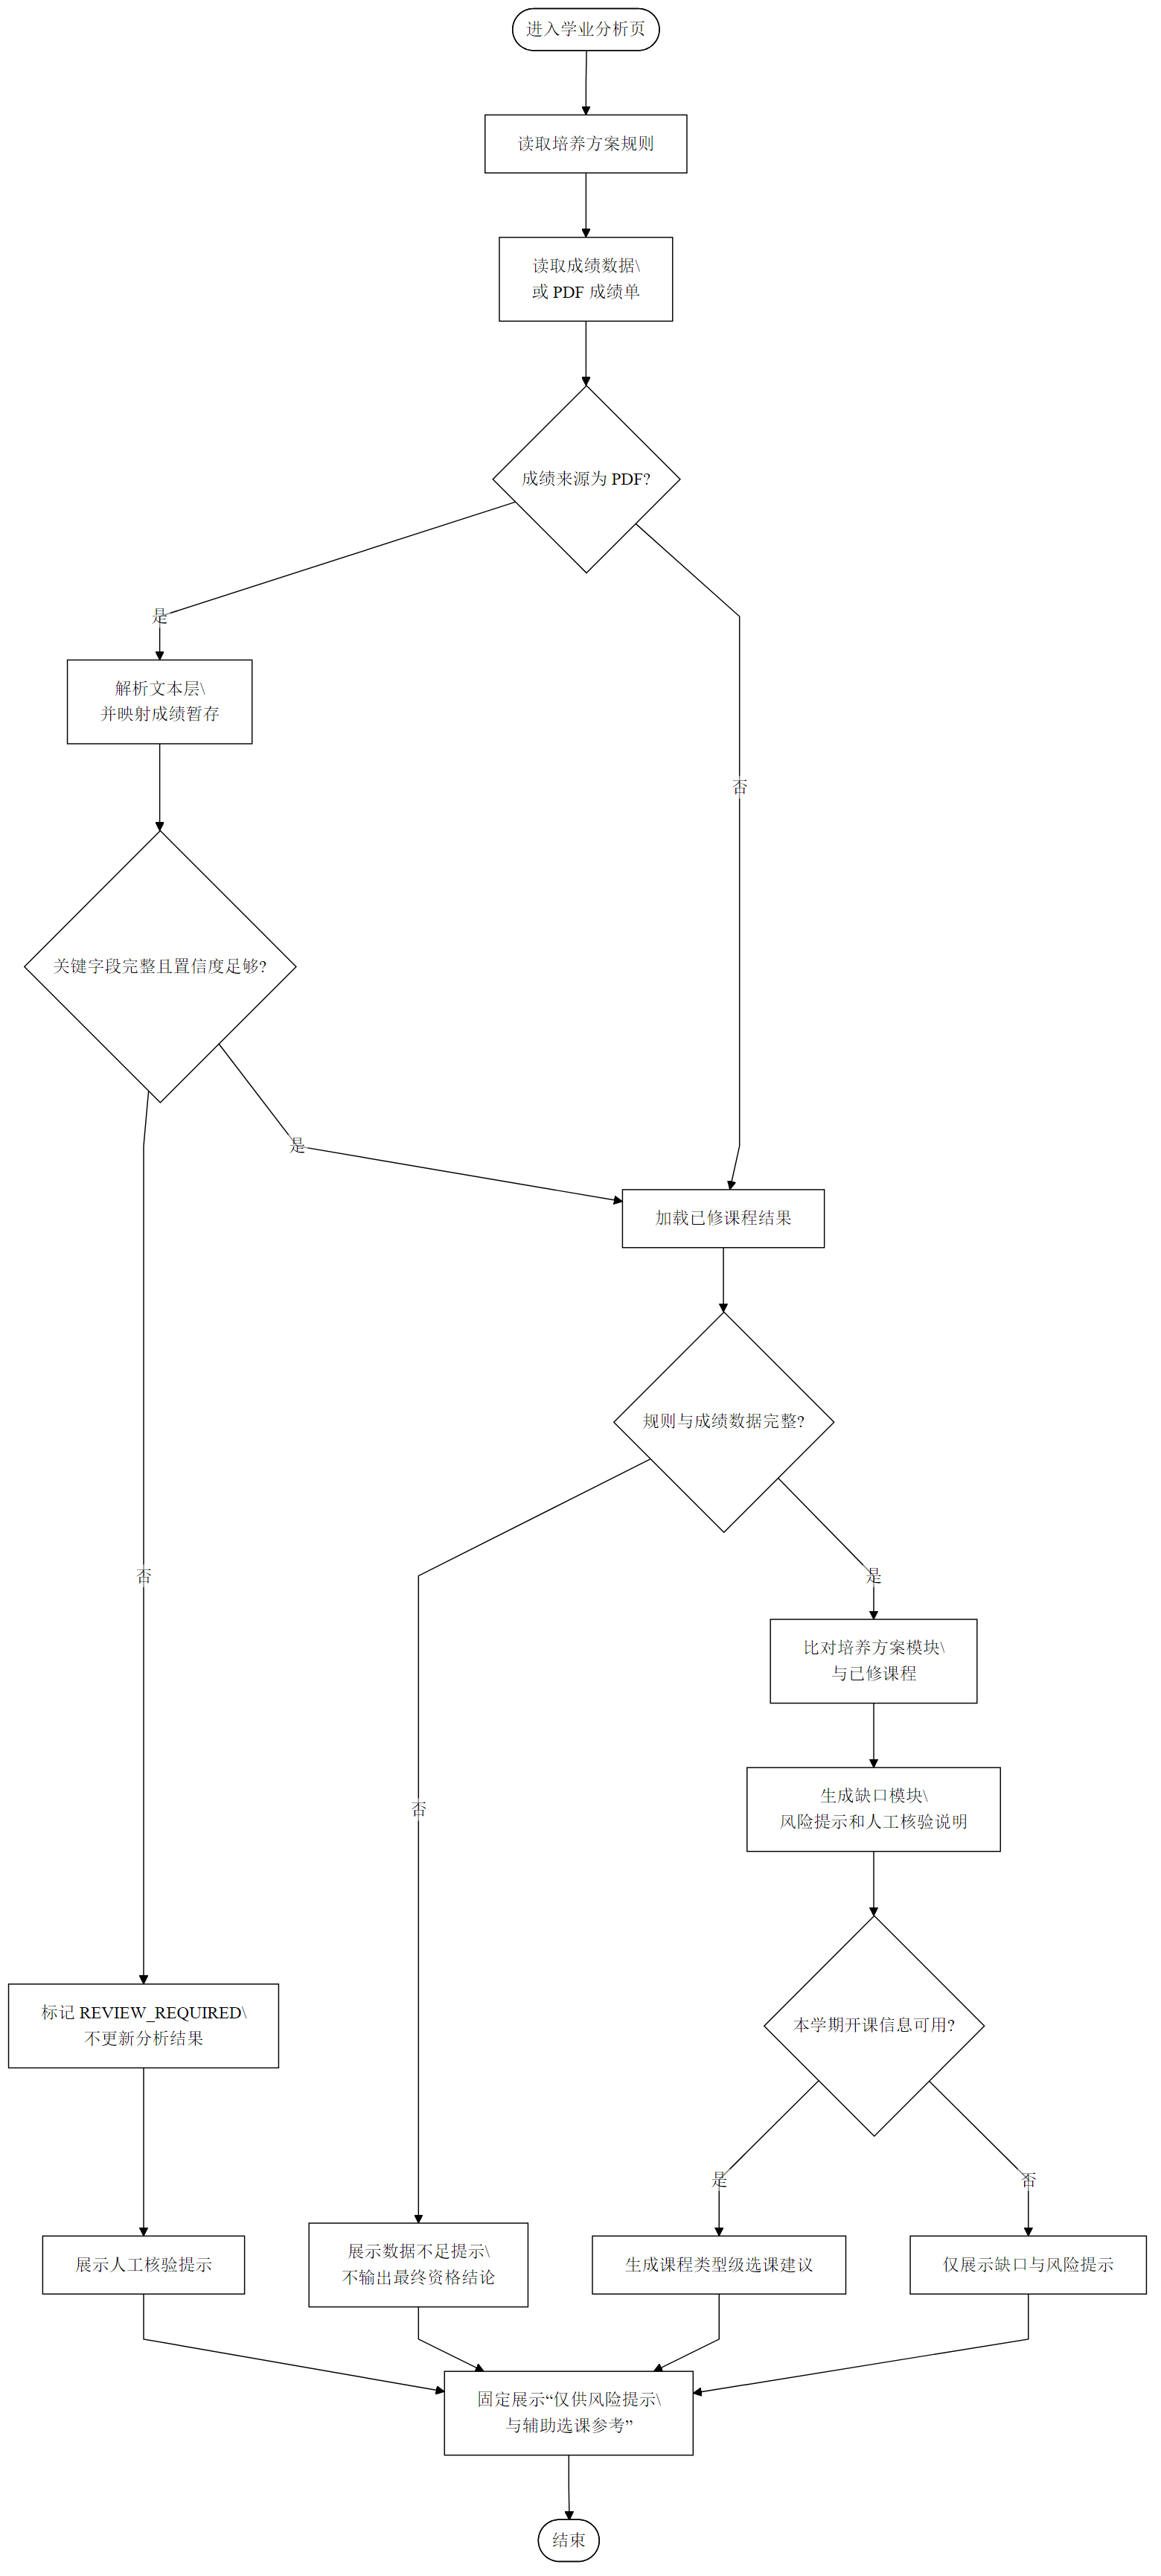 进入学业分析页
读取培养方案规则
读取成绩数据\
或 PDF 成绩单
成绩来源为 PDF?
是
解析文本层\
并映射成绩暂存
否
关键字段完整且置信度足够?
是
加载已修课程结果
规则与成绩数据完整?
否
是
比对培养方案模块\
与已修课程
生成缺口模块\
风险提示和人工核验说明
否
标记 REVIEW_REQUIRED\
不更新分析结果
本学期开课信息可用?
是
否
展示人工核验提示
展示数据不足提示\
不输出最终资格结论
生成课程类型级选课建议
仅展示缺口与风险提示
固定展示“仅供风险提示\
与辅助选课参考”
结束